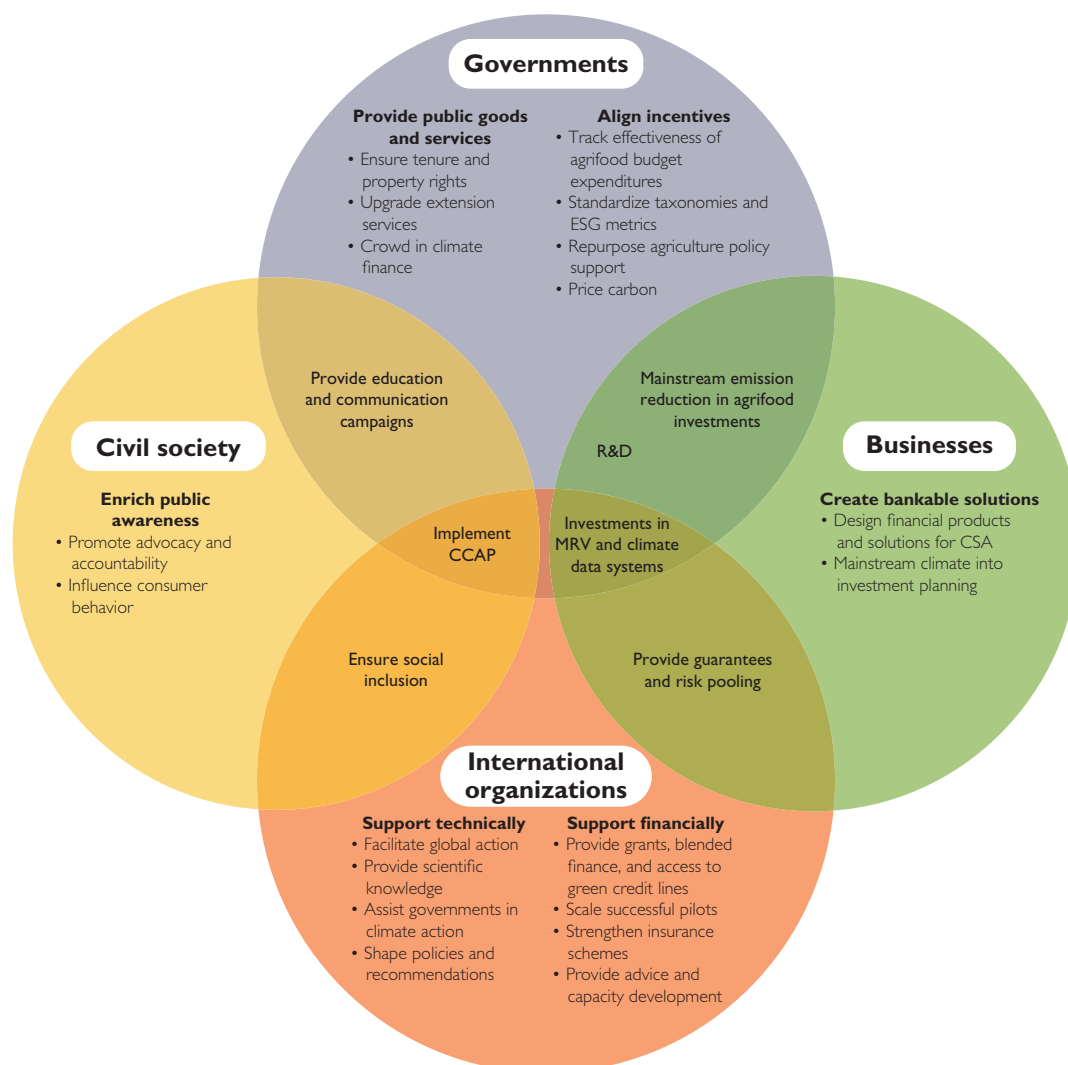 Governments
Provide public goods
and services
• Ensure tenure and
property rights
• Upgrade extension
services
• Crowd in climate
finance
Align incentives
• Track effectiveness of
agrifood budget
expenditures
• Standardize taxonomies and
ESG metrics
• Repurpose agriculture policy
support
• Price carbon
Provide education
and communication
campaigns
Mainstream emission
reduction in agrifood
investments
R&D
Civil society
Enrich public
awareness
• Promote advocacy and
accountability
• Influence consumer
behavior
Businesses
Create bankable solutions
• Design financial products
and solutions for CSA
• Mainstream climate into
investment planning
Implement
CCAP
Investments in
MRV and climate
data systems
Ensure social
inclusion
Provide guarantees
and risk pooling
International
organizations
Support technically
• Facilitate global action
• Provide scientific
knowledge
• Assist governments in
climate action
• Shape policies and
recommendations
Support financially
• Provide grants, blended
finance, and access to
green credit lines
• Scale successful pilots
• Strengthen insurance
schemes
• Provide advice and
capacity development